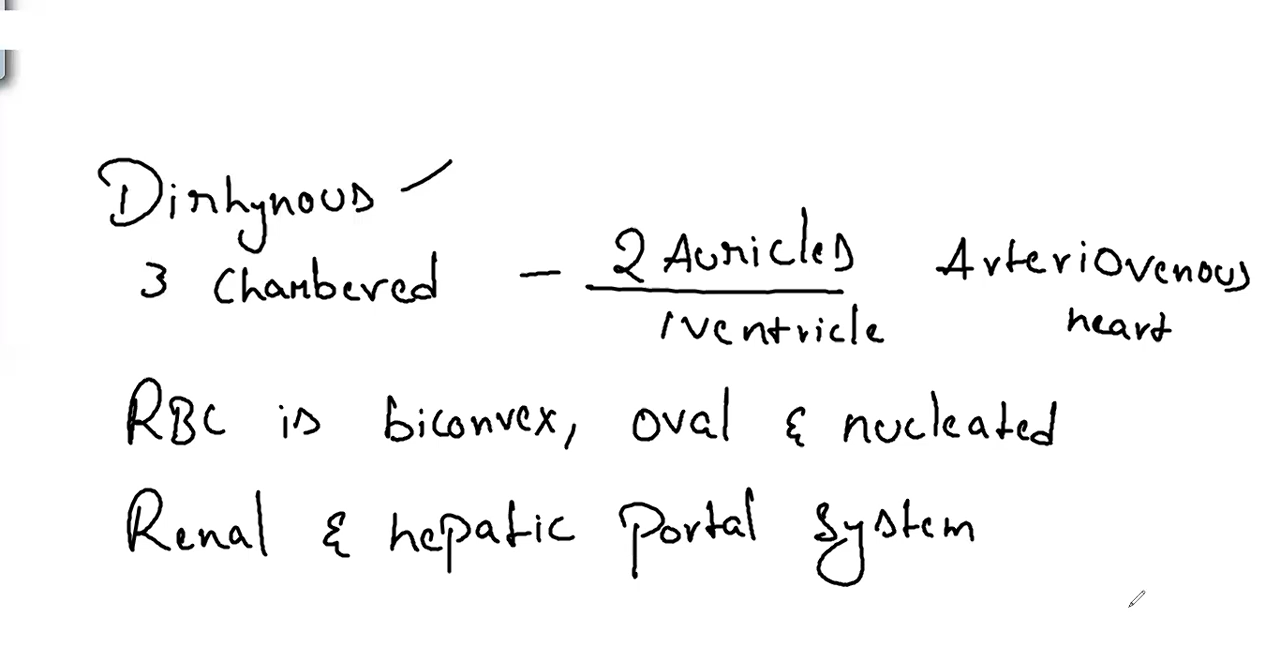 Dirhynous –
3 Chambered – 2 Auricles Arteriovenous
1 ventricle heart
RBC is biconvex, oval & nucleated
Renal & hepatic portal system